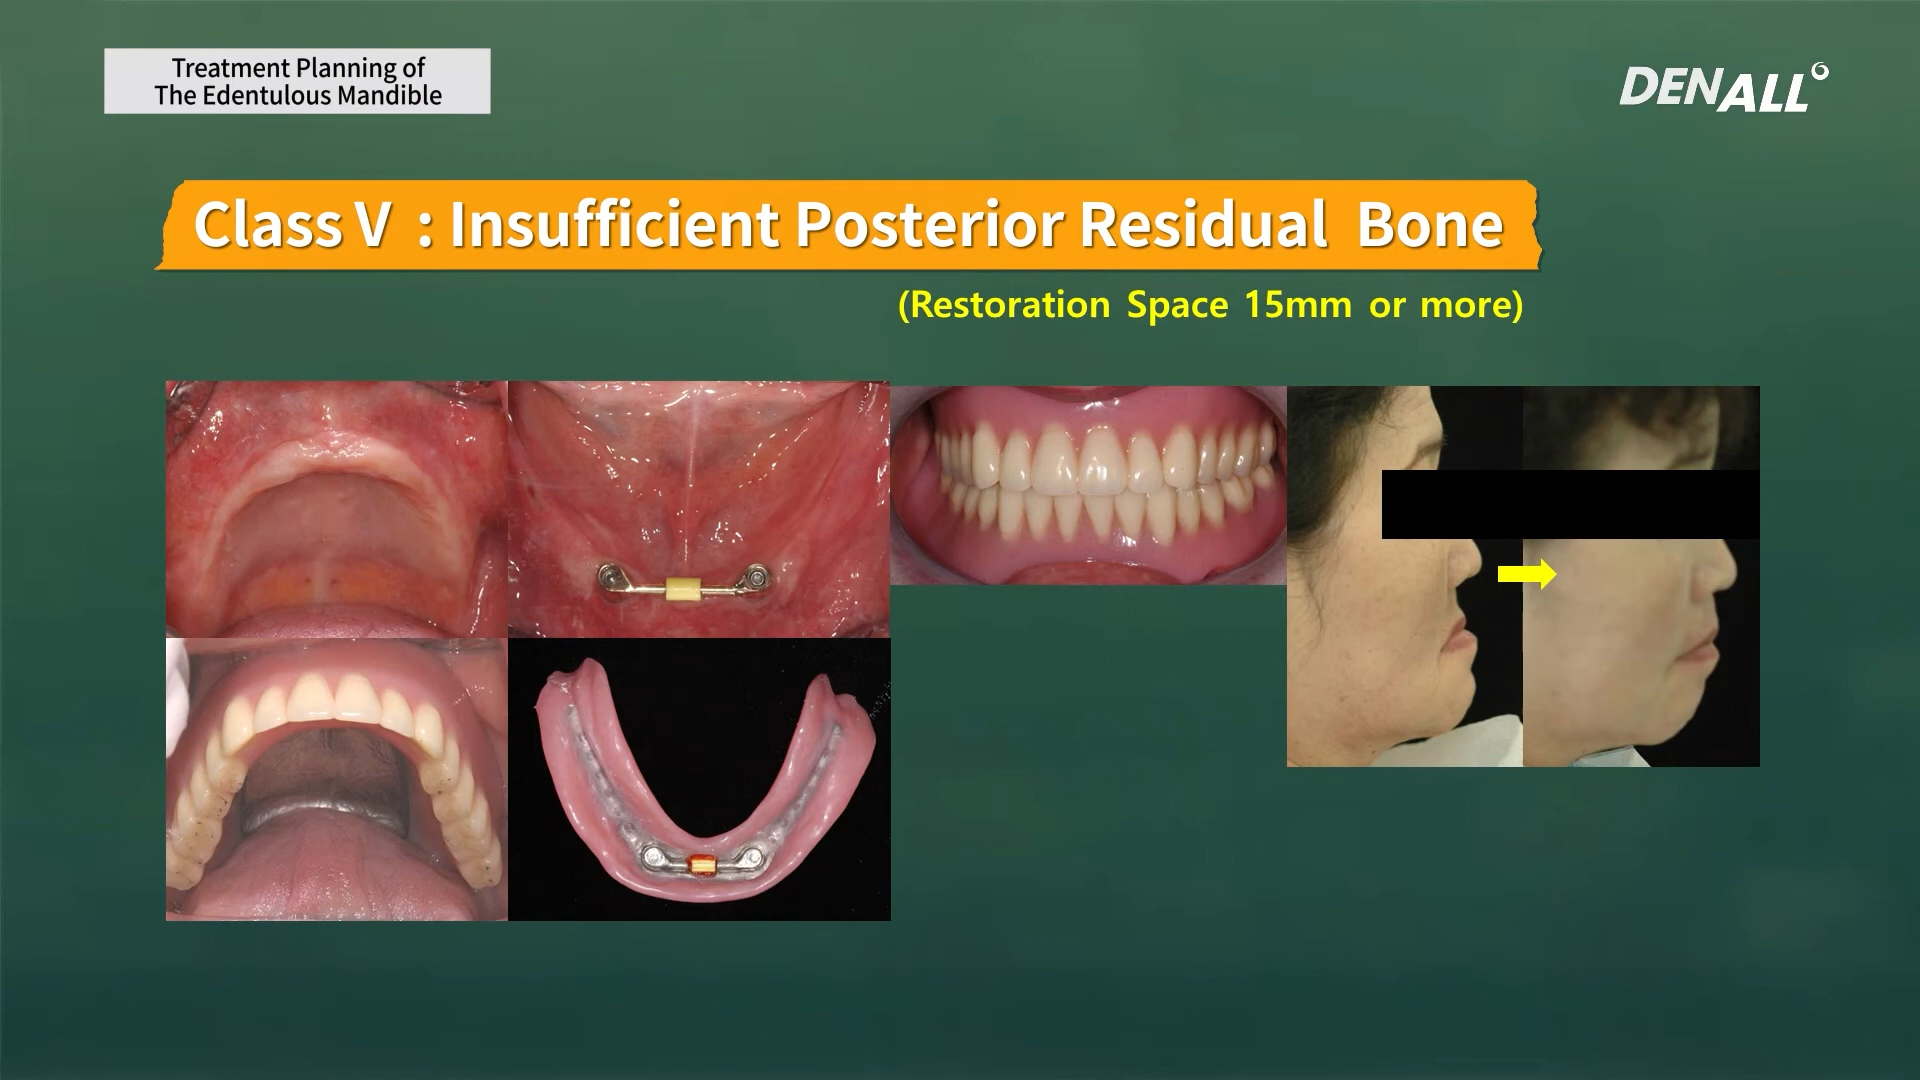 Treatment Planning of
The Edentulous Mandible
DENALL
Class V : Insufficient Posterior Residual Bone
(Restoration Space 15mm or more)